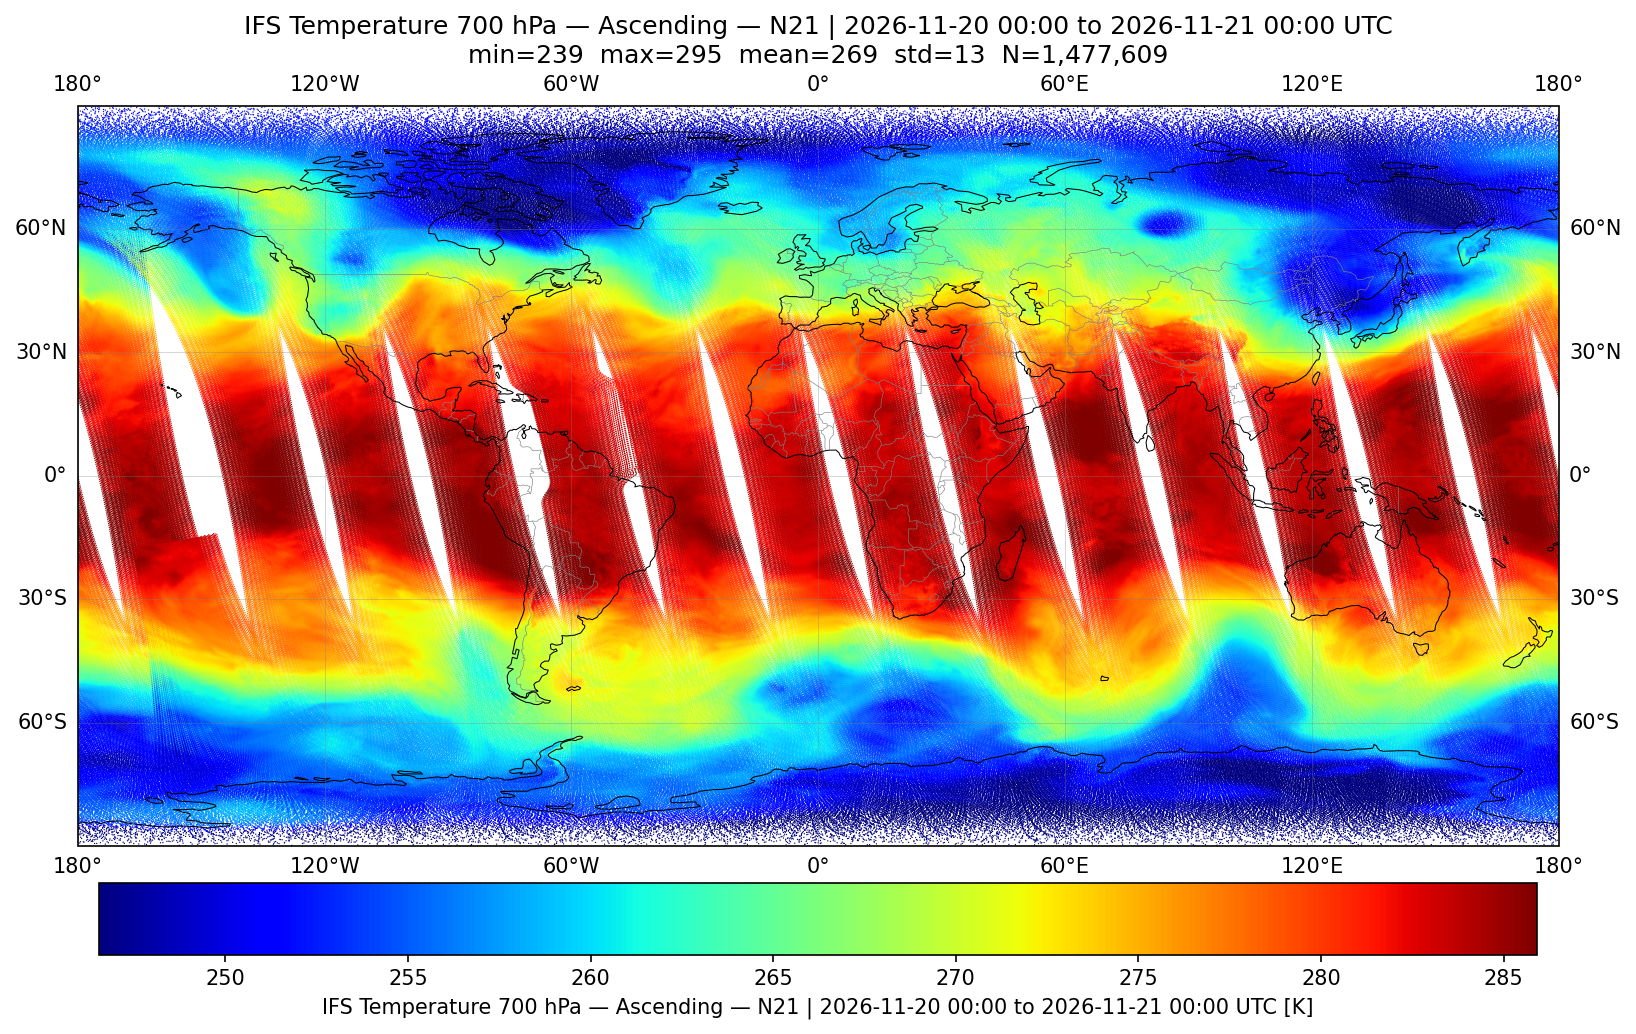 IFS Temperature 700 hPa — Ascending — N21 | 2026-11-20 00:00 to 2026-11-21 00:00 UTC
min=239 max=295 mean=269 std=13 N=1,477,609
180° 120°W 60°W 0° 60°E 120°E 180°
60°N 60°N
30°N 30°N
0° 0°
30°S 30°S
60°S 60°S
180° 120°W 60°W 0° 60°E 120°E 180°
250 255 260 265 270 275 280 285
IFS Temperature 700 hPa — Ascending — N21 | 2026-11-20 00:00 to 2026-11-21 00:00 UTC [K]